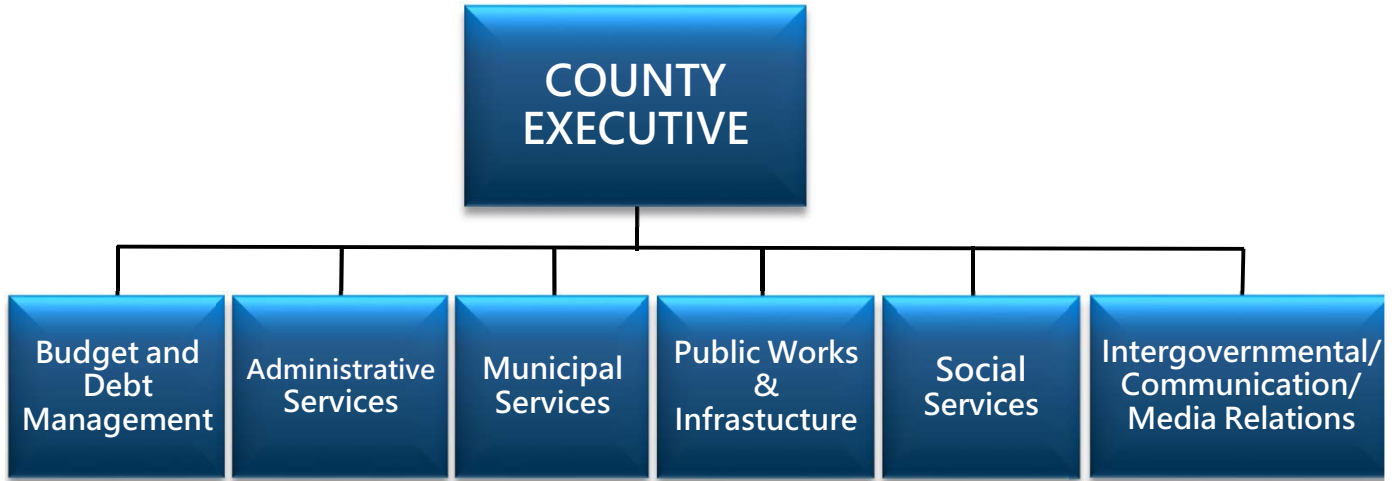 COUNTY
EXECUTIVE
Budget and
Debt
Management
Administrative
Services
Municipal
Services
Public Works
&
Infrastucture
Social
Services
Intergovernmental/
Communication/
Media Relations